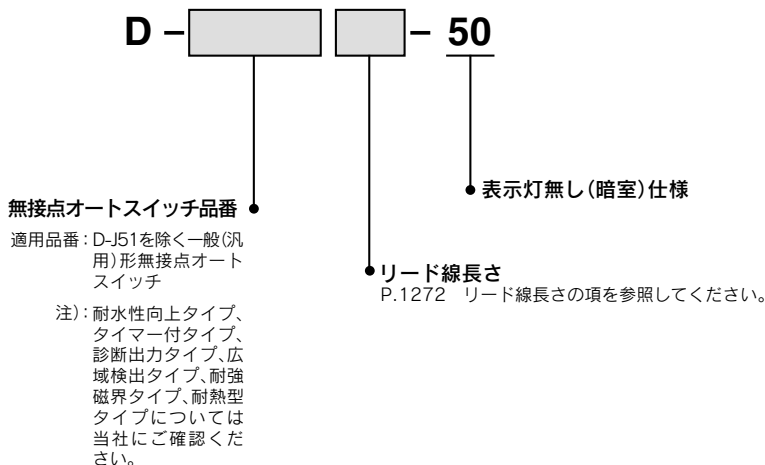 D － － 50
表示灯無し（暗室）仕様
無接点オートスイッチ品番
適用品番：D-J51を除く一般（汎
用）形無接点オート
スイッチ
リード線長さ
P.1272　リード線長さの項を参照してください。
注）：耐水性向上タイプ、
タイマー付タイプ、
診断出力タイプ、広
域検出タイプ、耐強
磁界タイプ、耐熱型
タイプについては
当社にご確認くだ
さい。